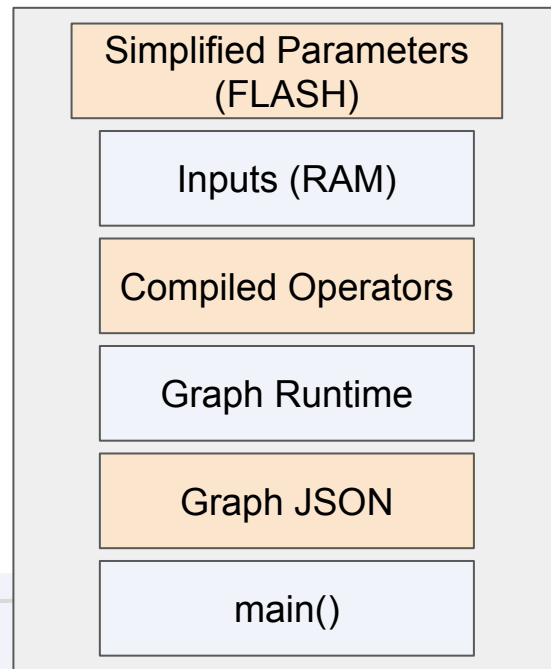 Simplified Parameters
(FLASH)
Inputs (RAM)
Compiled Operators
Graph Runtime
Graph JSON
main()